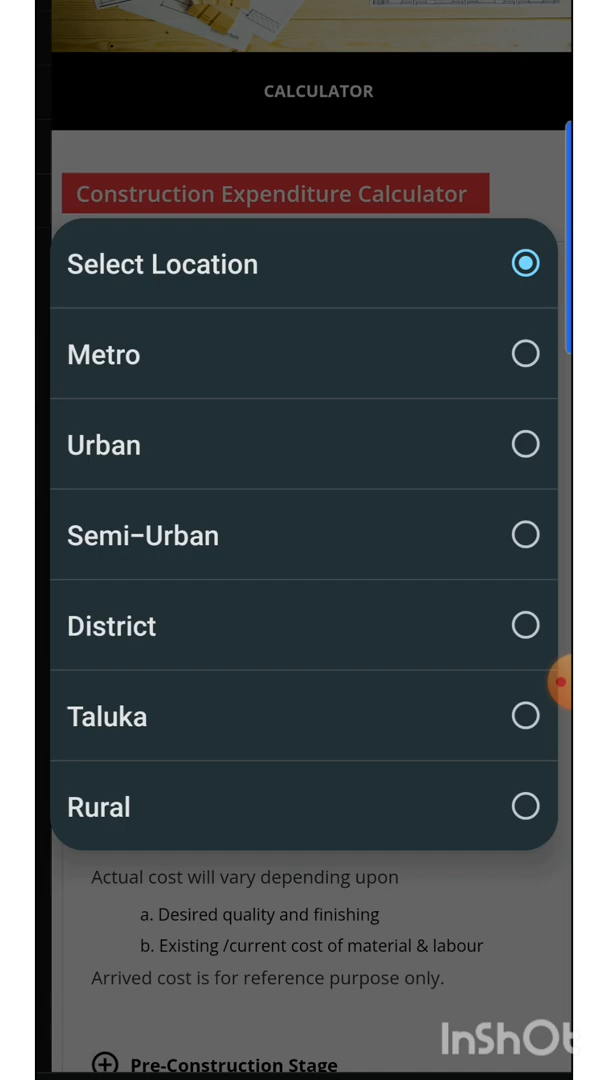 CALCULATOR
Construction Expenditure Calculator
Select Location
Metro
Urban
Semi-Urban
District
Taluka
Rural
Actual cost will vary depending upon
a. Desired quality and finishing
b. Existing /current cost of material & labour
Arrived cost is for reference purpose only.
Pre-Construction Stage
InShOt